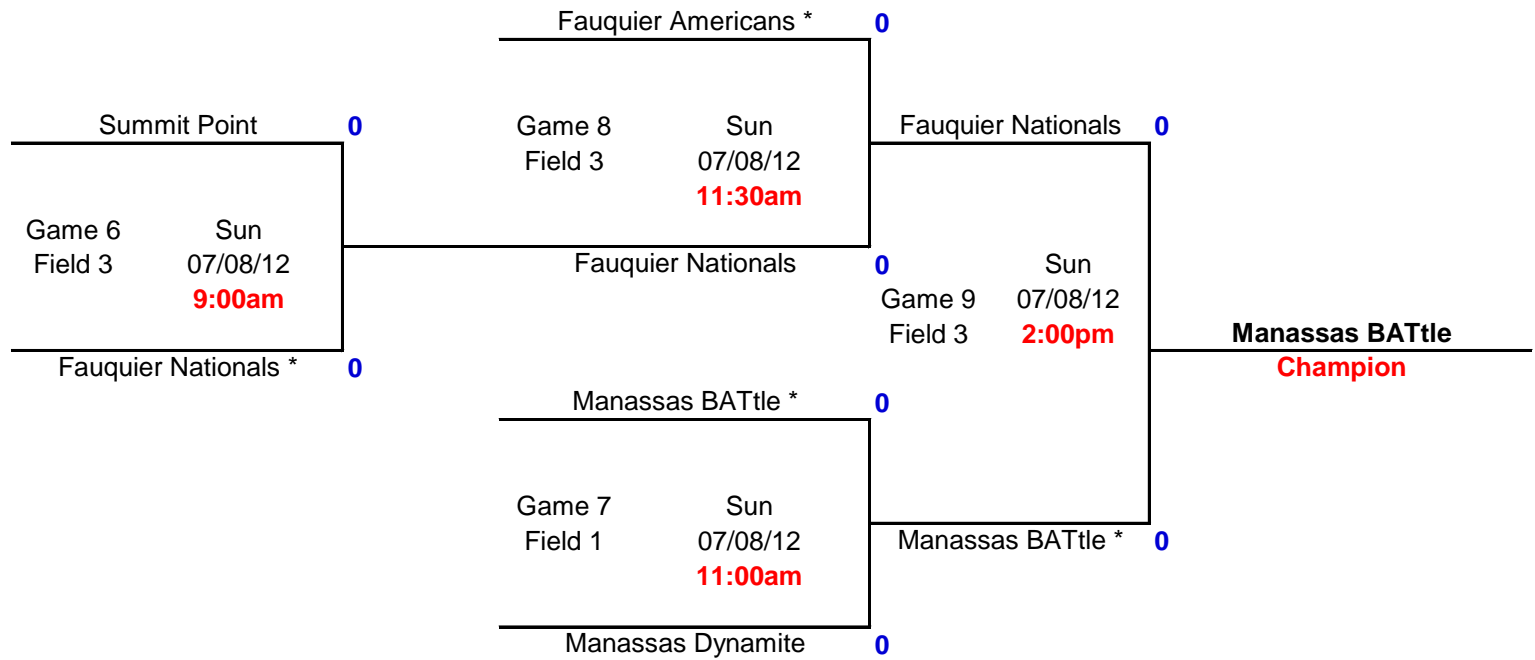 Fauquier Americans * 0
Summit Point 0
Game 8 Sun
Field 3 07/08/12
11:30am
Fauquier Nationals 0
Game 6 Sun
Field 3 07/08/12
9:00am
Fauquier Nationals 0
Sun
Game 9 07/08/12
Field 3 2:00pm
Manassas BATtle
Champion
Fauquier Nationals * 0
Manassas BATtle * 0
Game 7 Sun
Field 1 07/08/12
11:00am
Manassas BATtle * 0
Manassas Dynamite 0